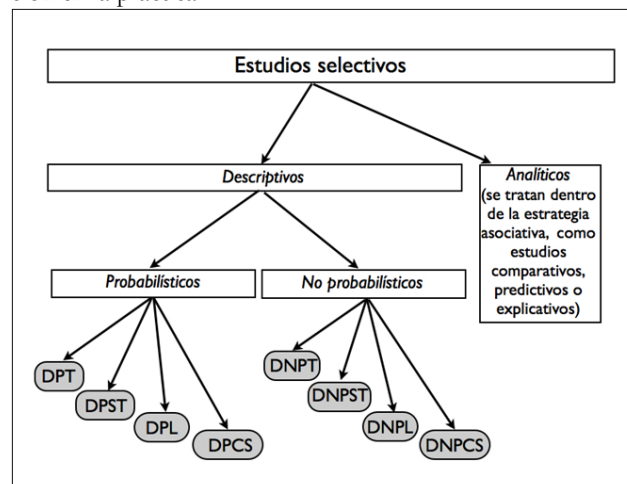 Estudios selectivos
Descriptivos
Analíticos
(se tratan dentro
de la estrategia
asociativa, como
estudios
comparativos,
predictivos o
explicativos)
Probabilísticos
No probabilísticos
DPT
DPST
DPL
DPCS
DNPT
DNPST
DNPL
DNPCS